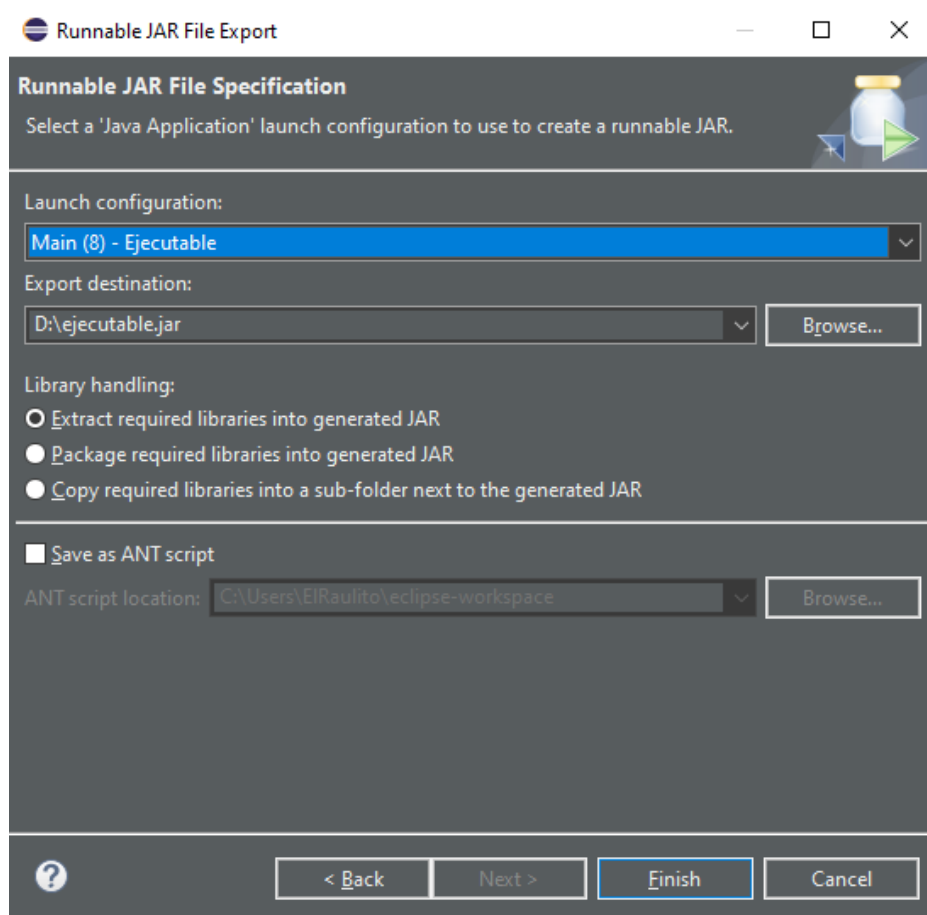 Runnable JAR File Export
Runnable JAR File Specification
Select a 'Java Application' launch configuration to use to create a runnable JAR.
Launch configuration:
Main (8) - Ejecutable
Export destination:
D:\ejecutable.jar
Browse...
Library handling:
Extract required libraries into generated JAR
Package required libraries into generated JAR
Copy required libraries into a sub-folder next to the generated JAR
Save as ANT script
ANT script location: C:\Users\ElRaulito\eclipse-workspace Browse...
? < Back Next > Finish Cancel